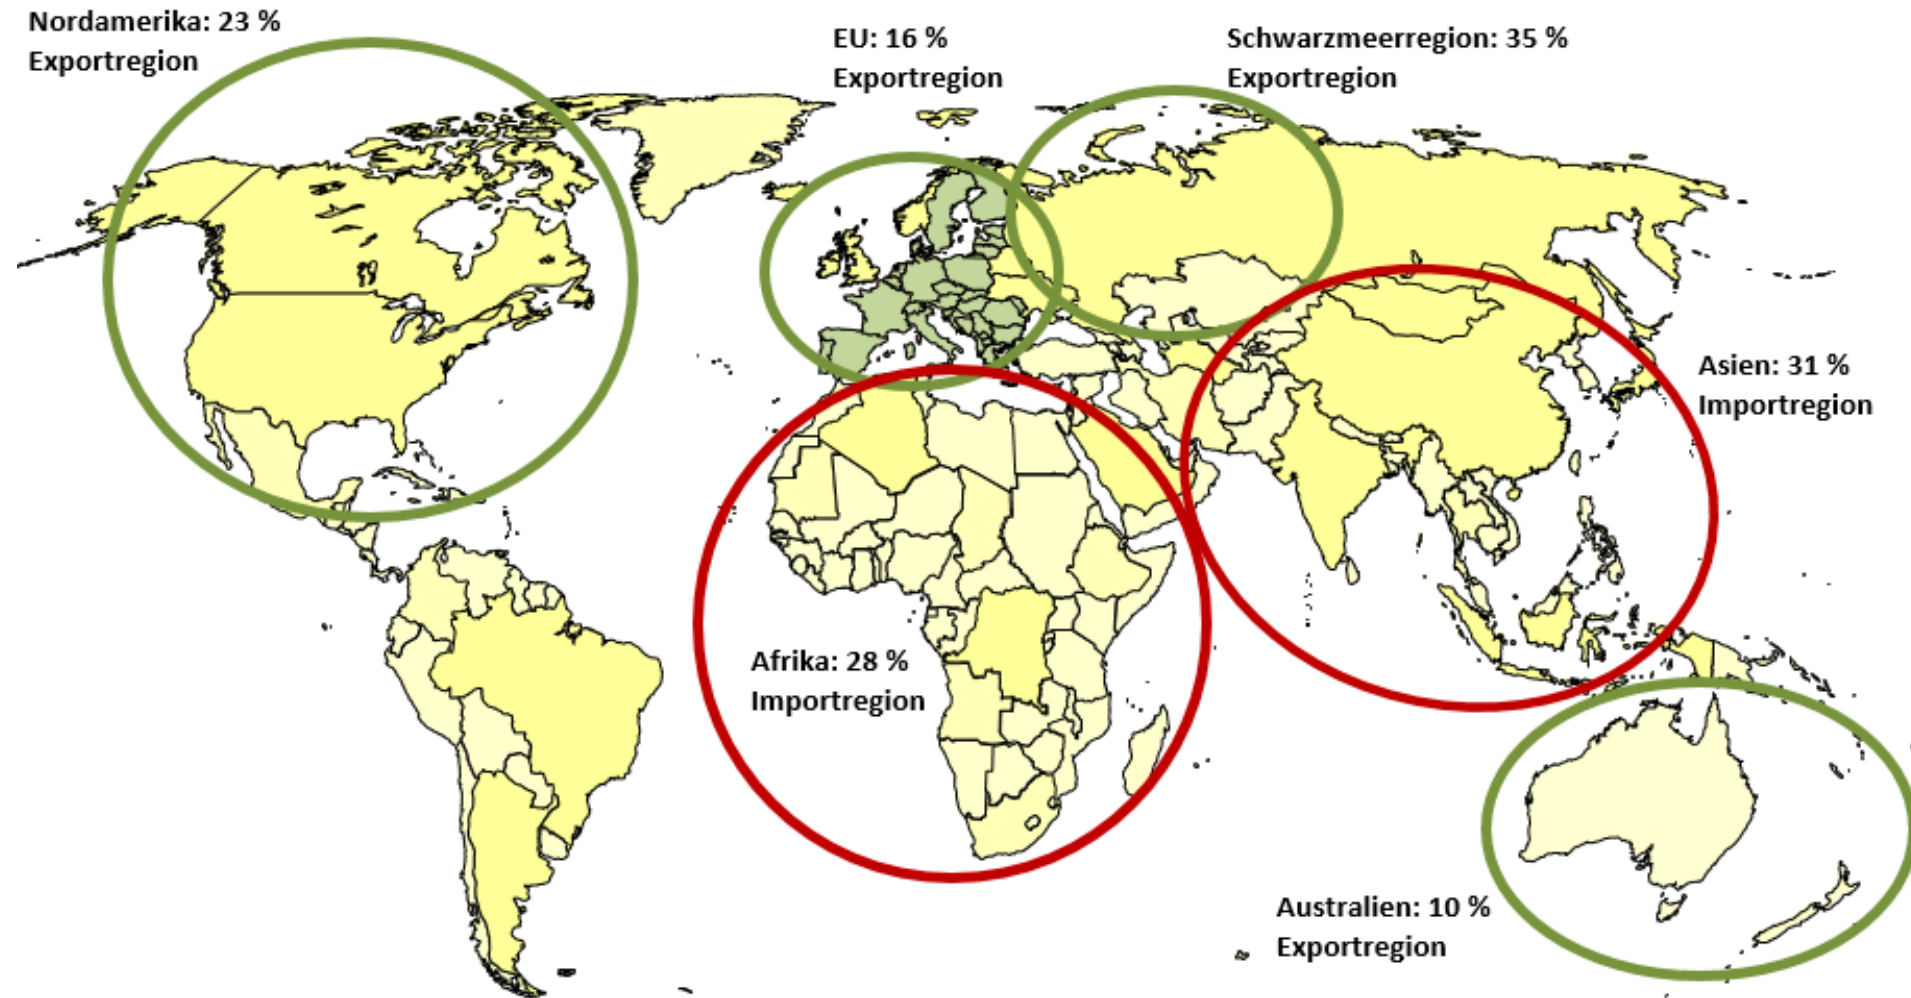 Nordamerika: 23 %
Exportregion
EU: 16 %
Exportregion
Schwarzmeerregion: 35 %
Exportregion
Asien: 31 %
Importregion
Afrika: 28 %
Importregion
Australien: 10 %
Exportregion